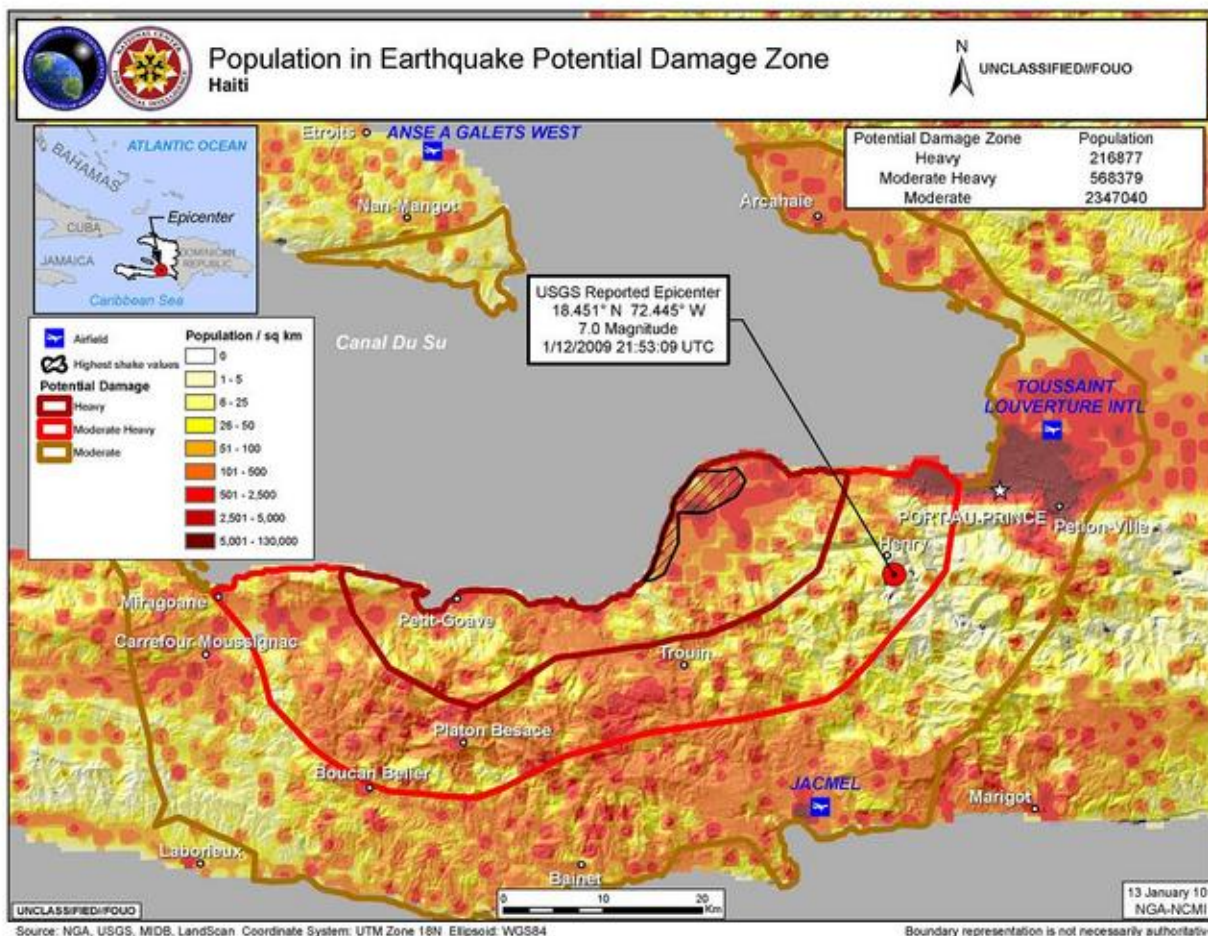 Population in Earthquake Potential Damage Zone
Haiti
N
UNCLASSIFIED//FOUO
NATIONAL CENTER
FOR MEDICAL INTELLIGENCE
ATLANTIC OCEAN
BAHAMAS
Epicenter
CUBA
DOMINICAN
REPUBLIC
JAMAICA
Caribbean Sea
Etroits
ANSE A GALETS WEST
Nan-Mangot
Arcahaie
Potential Damage Zone Population
Heavy 216877
Moderate Heavy 568379
Moderate 2347040
USGS Reported Epicenter
18.451° N 72.445° W
7.0 Magnitude
1/12/2009 21:53:09 UTC
Canal Du Su
Airfield
Highest shake values
Potential Damage
Heavy
Moderate Heavy
Moderate
Population / sq km
0
1 - 5
6 - 25
26 - 50
51 - 100
101 - 500
501 - 2,500
2,501 - 5,000
5,001 - 130,000
TOUSSAINT
LOUVERTURE INTL
PORT-AU-PRINCE
Petion-Ville
Henry
Miragoane
Petit-Goave
Carrefour Moussignac
Trouin
Platon Besace
Boucan Belier
JACMEL
Marigot
Laborieux
Bainet
0 10 20
Km
13 January 10
NGA-NCMI
UNCLASSIFIED//FOUO
Source: NGA, USGS, MIDB, LandScan Coordinate System: UTM Zone 18N Ellipsoid: WGS84
Boundary representation is not necessarily authoritativ